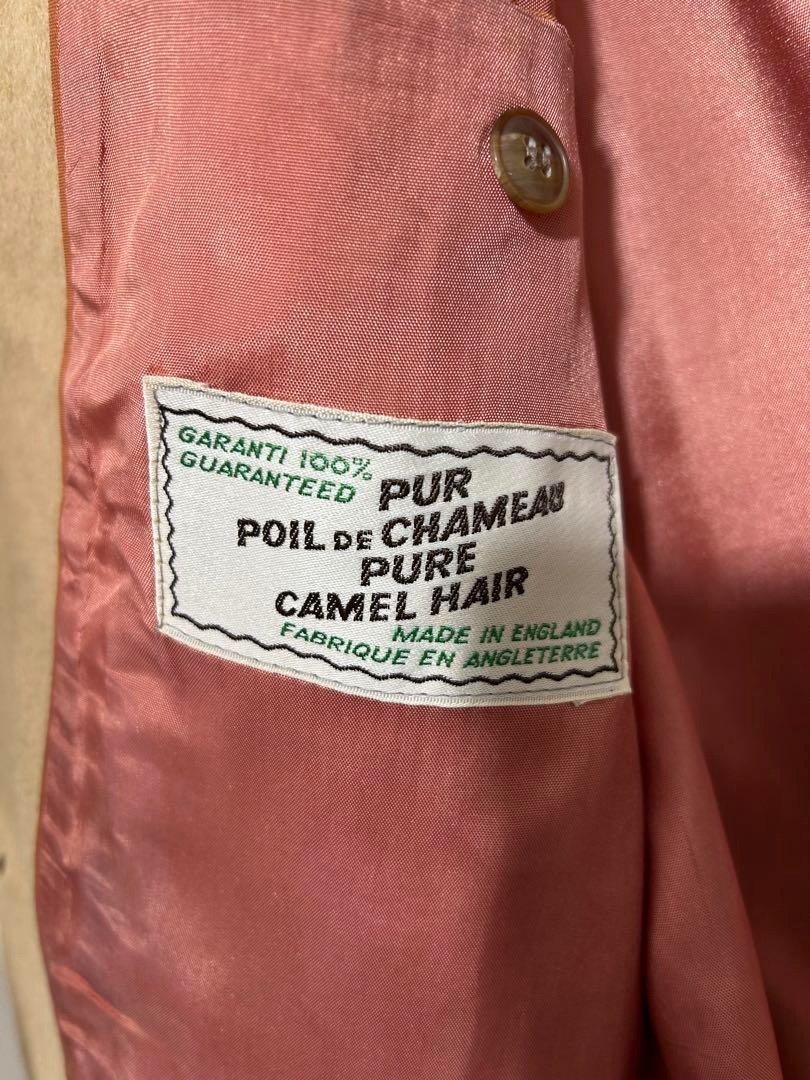 GARANTI 100%
GUARANTEED
PUR
POIL DE CHAMEAU
PURE
CAMEL HAIR
MADE IN ENGLAND
FABRIQUE EN ANGLETERRE